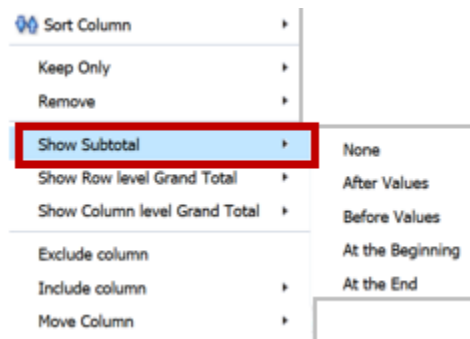 Sort Column
Keep Only
Remove
Show Subtotal
Show Row level Grand Total
Show Column level Grand Total
Exclude column
Include column
Move Column
None
After Values
Before Values
At the Beginning
At the End